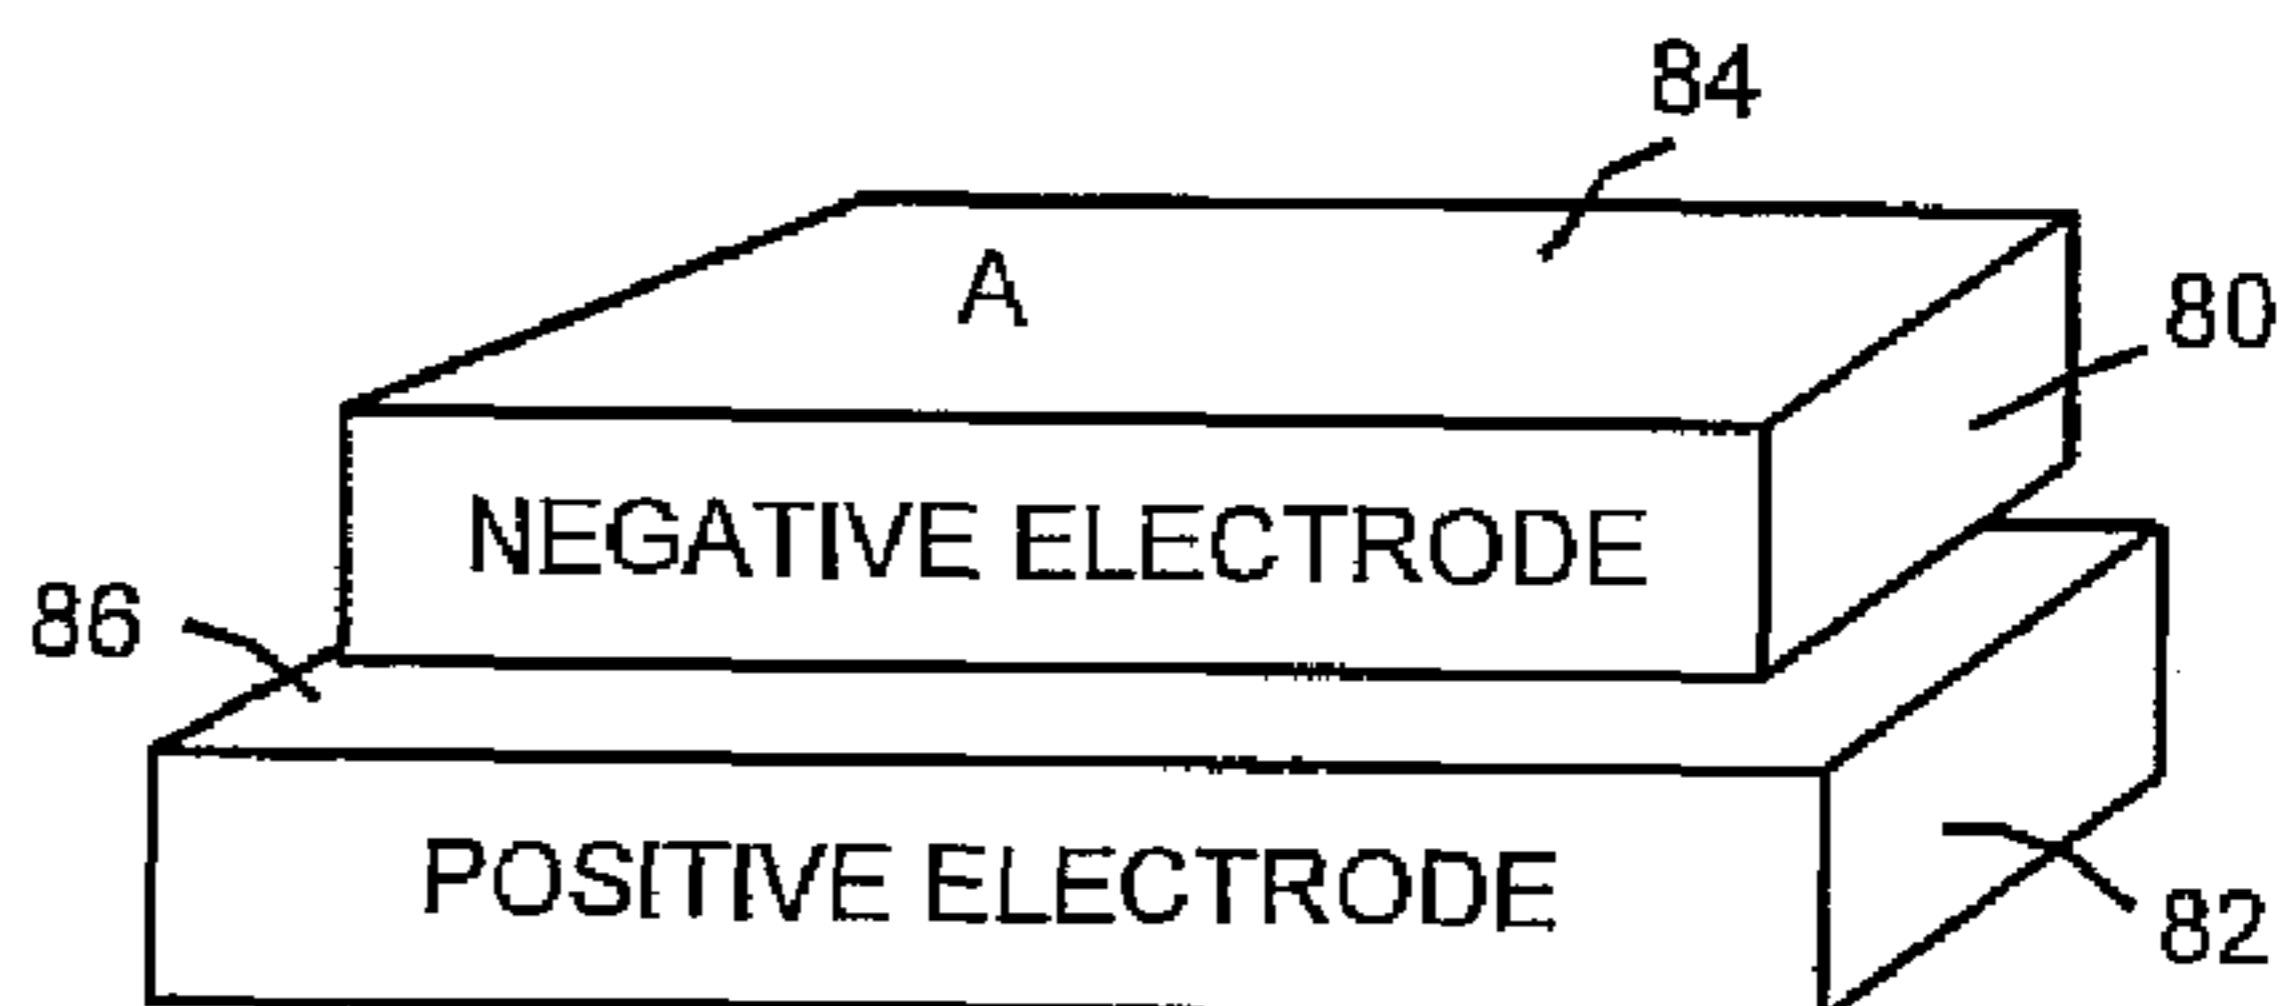 84
A
80
NEGATIVE ELECTRODE
86
POSITIVE ELECTRODE
82